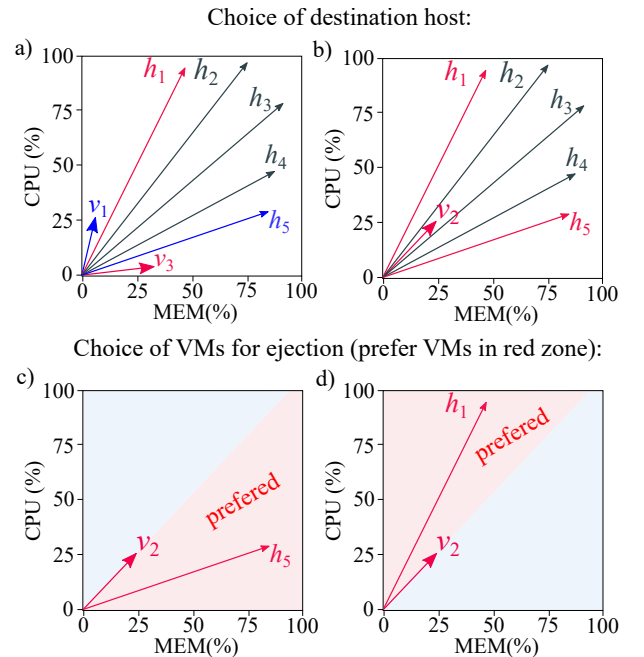 Choice of destination host:
a)
b)
100
75
50
25
0
CPU (%)
h1
h2
h3
h4
h5
v1
v3
0
25
50
75
100
MEM(%)
100
75
50
25
0
CPU (%)
h1
h2
h3
h4
h5
v2
0
25
50
75
100
MEM(%)
Choice of VMs for ejection (prefer VMs in red zone):
c)
d)
100
75
50
25
0
CPU (%)
prefered
v2
h5
0
25
50
75
100
MEM(%)
100
75
50
25
0
CPU (%)
h1
prefered
v2
0
25
50
75
100
MEM(%)